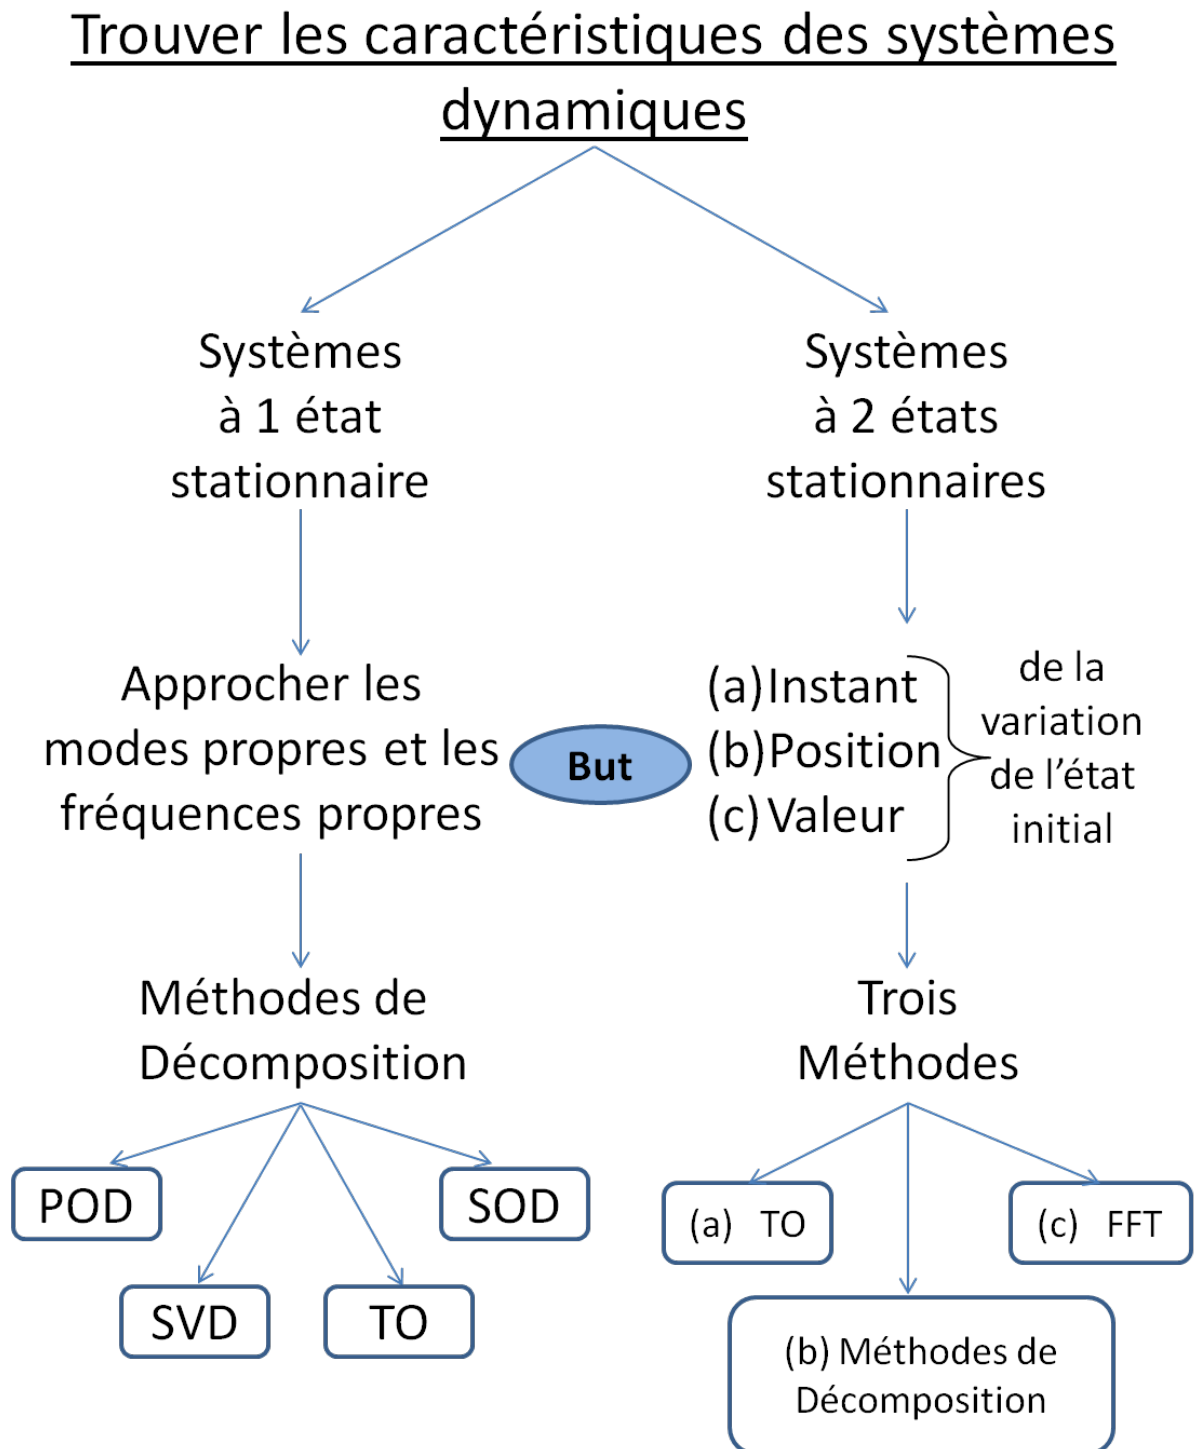 Trouver les caractéristiques des systèmes
dynamiques
Systèmes
à 1 état
stationnaire
Systèmes
à 2 états
stationnaires
Approcher les
modes propres et les
fréquences propres
But
(a)Instant
(b)Position
(c)Valeur
de la
variation
de l’état
initial
Méthodes de
Décomposition
Trois
Méthodes
POD
SVD
TO
SOD
(a) TO
(b) Méthodes de
Décomposition
(c) FFT